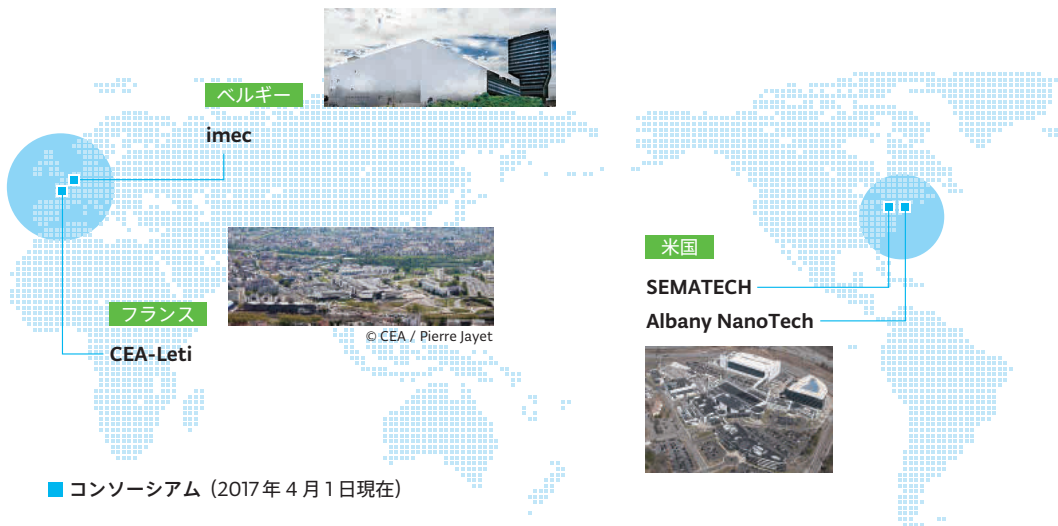 ベルギー
imec
フランス
CEA-Leti
© CEA / Pierre Jayet
米国
SEMATECH
Albany NanoTech
コンソーシアム（2017年4月1日現在）